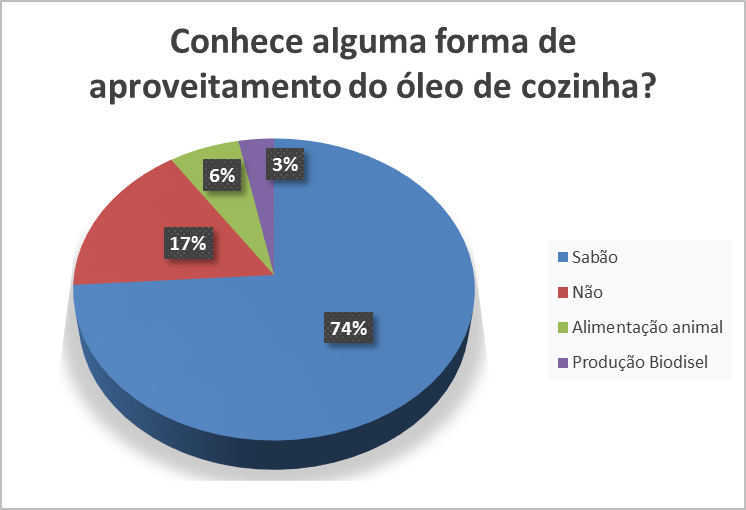 Conhece alguma forma de
aproveitamento do óleo de cozinha?
3%
6%
17%
74%
Sabão
Não
Alimentação animal
Produção Biodisel